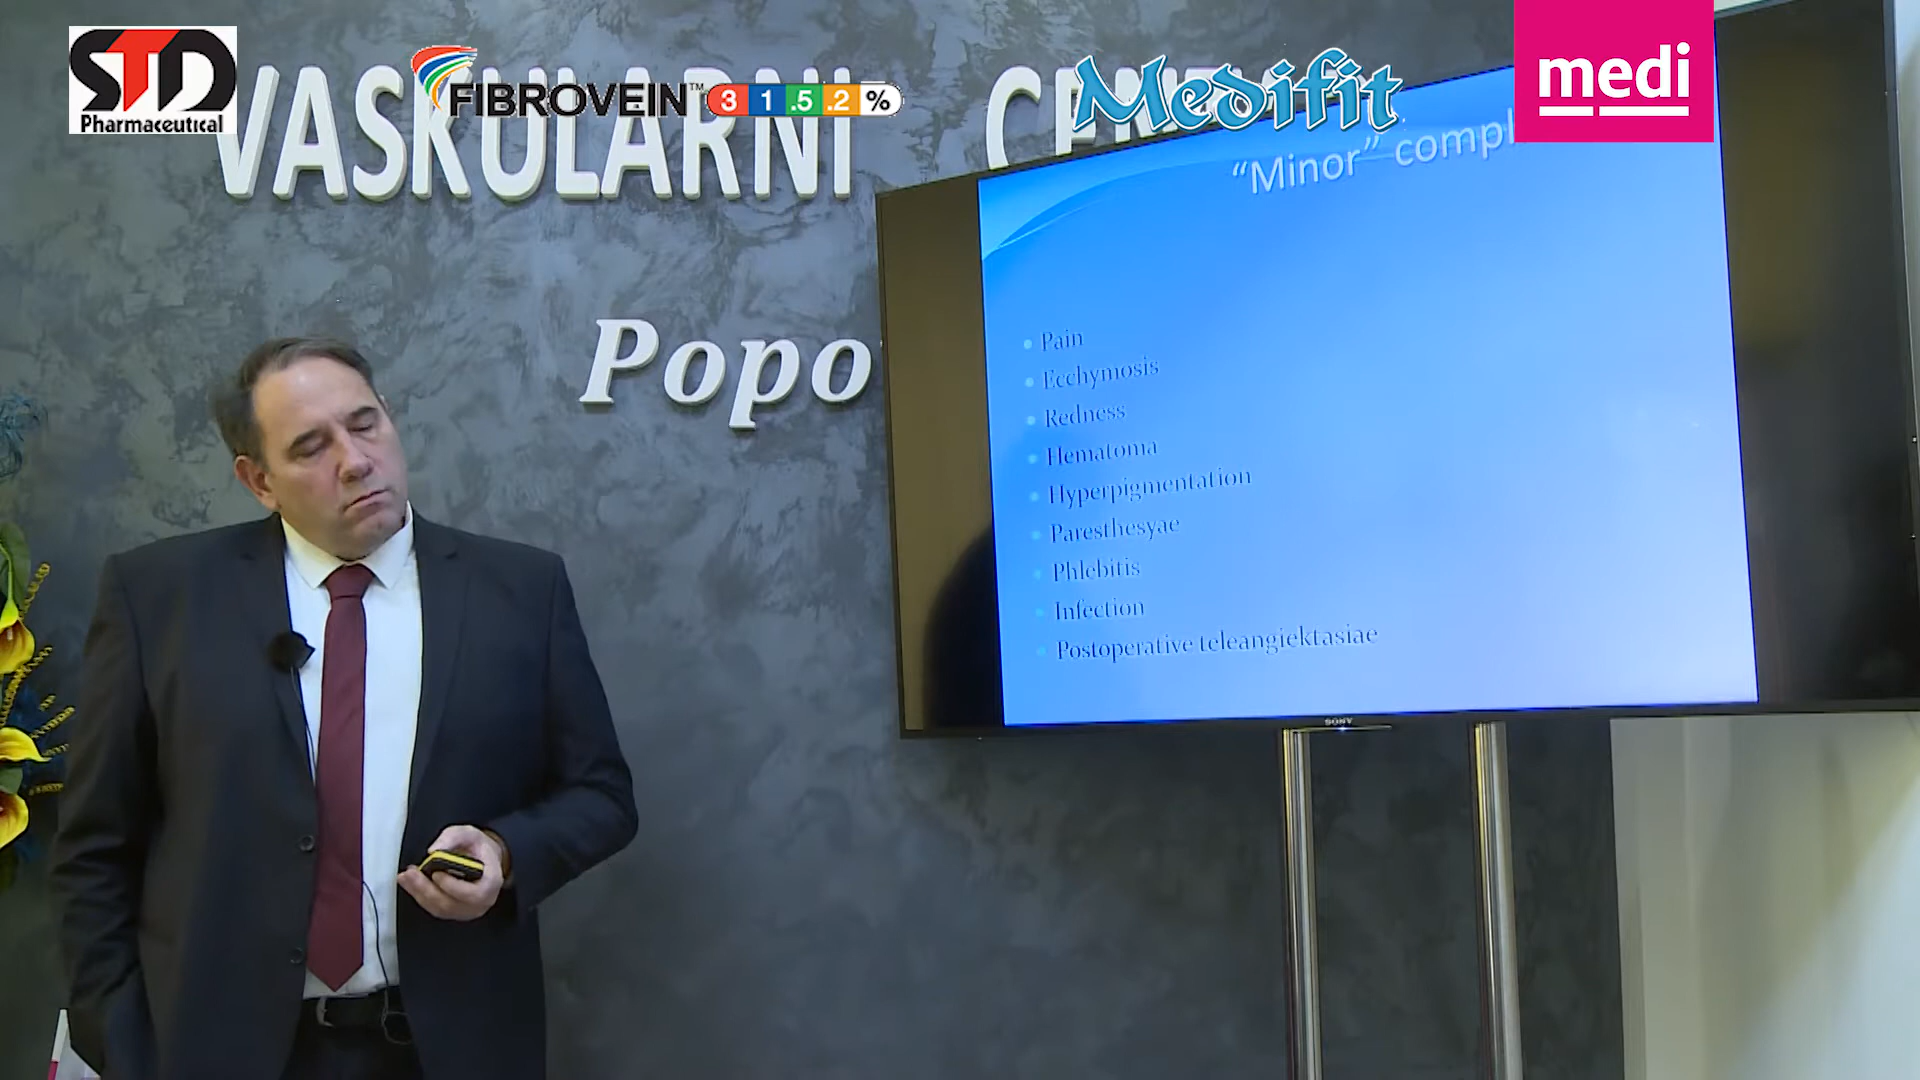 STD
Pharmaceutical
FIBROVEIN™ 3 1 .5 .2 %
Medifit
medi
VASKULARNI
Popo
"Minor" compl
Pain
Ecchymosis
Redness
Hematoma
Hyperpigmentation
Paresthesyae
Phlebitis
Infection
Postoperative teleangiektasiae
SONY